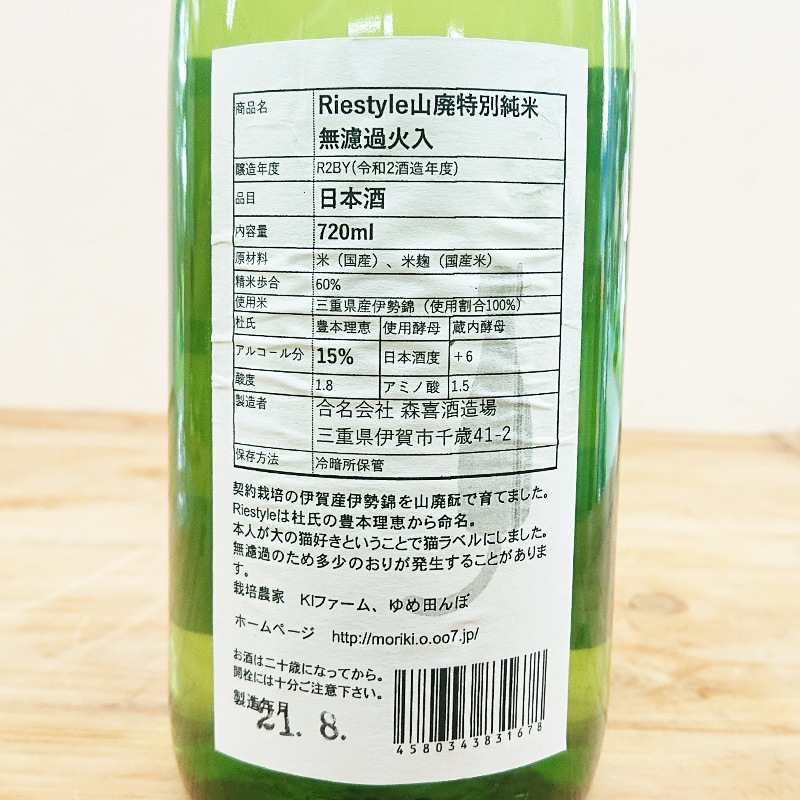 商品名 Riestyle山廃特別純米
無濾過火入
醸造年度 R2BY(令和2酒造年度)
品目 日本酒
内容量 720ml
原材料 米（国産）、米麹（国産米）
精米歩合 60%
使用米 三重県産伊勢錦（使用割合100%）
杜氏 豊本理恵 使用酵母 蔵内酵母
アルコール分 15% 日本酒度 +6
酸度 1.8 アミノ酸 1.5
製造者 合名会社 森喜酒造場
三重県伊賀市千歳41-2
保存方法 冷暗所保管
契約栽培の伊賀産伊勢錦を山廃酛で育てました。
Riestyleは杜氏の豊本理恵から命名。
本人が大の猫好きということで猫ラベルにしました。
無濾過のため多少のおりが発生することがありま
す。
栽培農家 KIファーム、ゆめ田んぼ
ホームページ http://moriki.o.oo7.jp/
お酒は二十歳になってから。
開栓には十分ご注意下さい。
製造年月
21. 8.
4580343831678